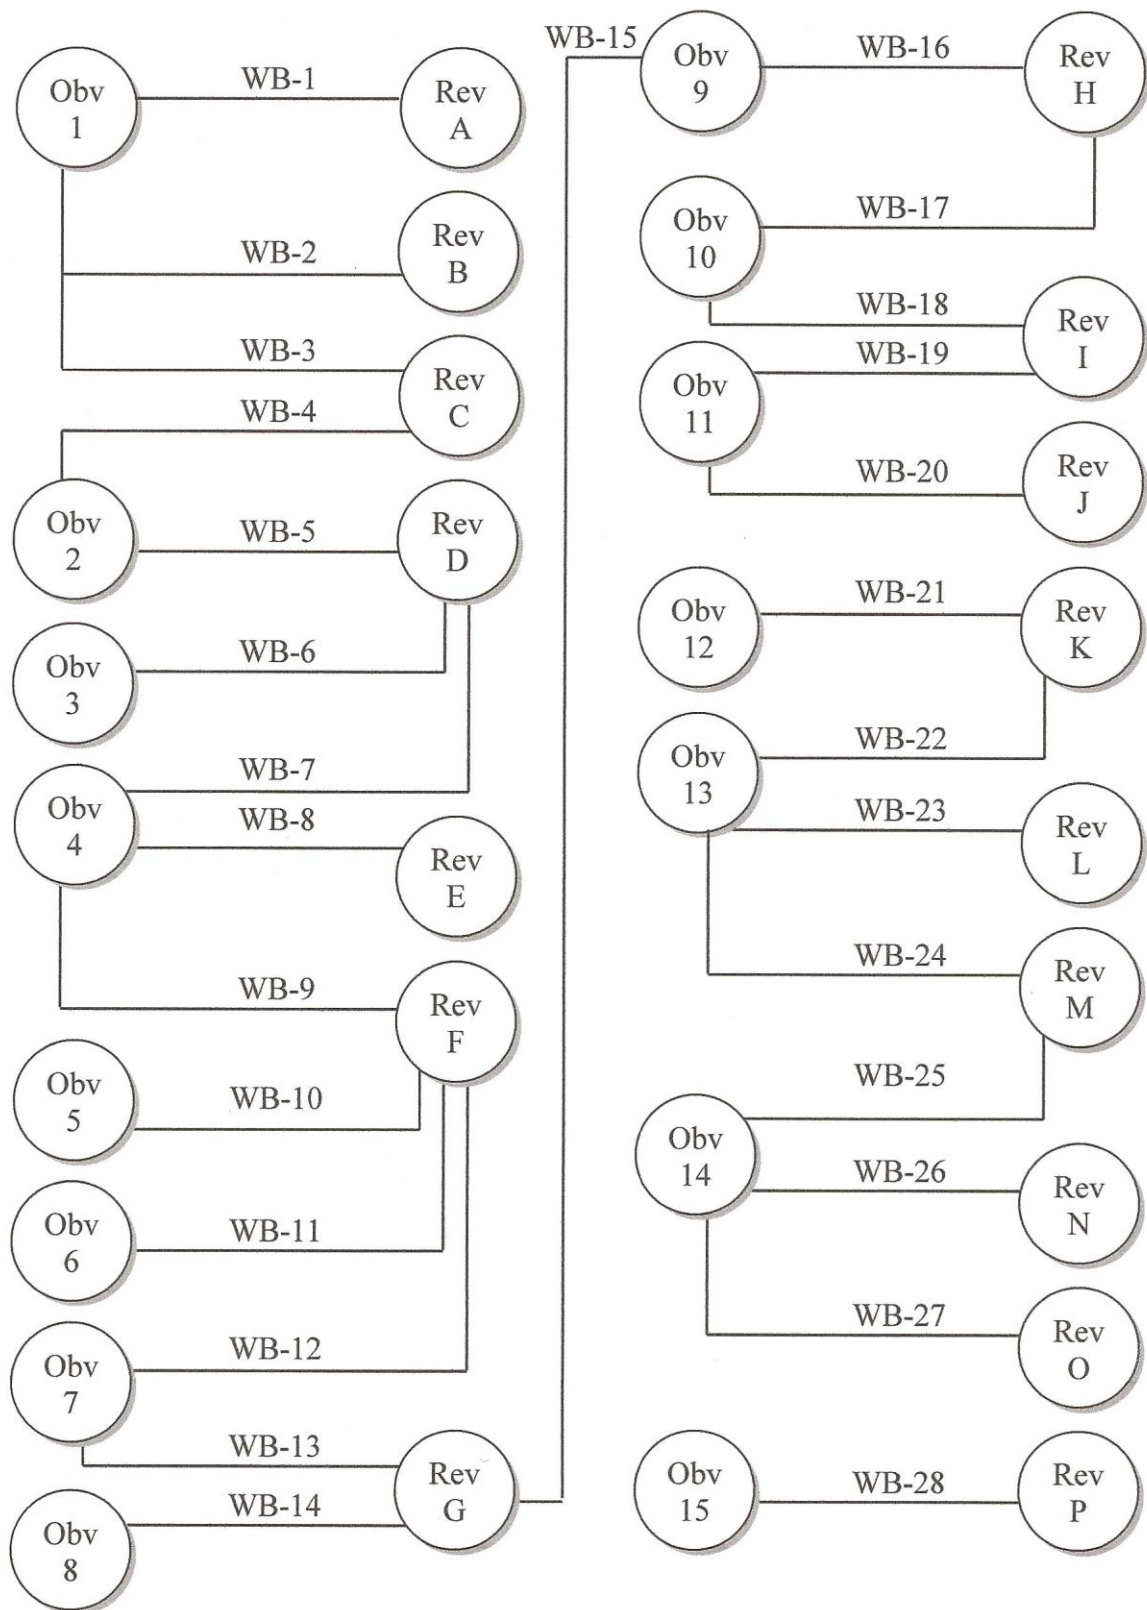 Obv
1
WB-1
Rev
A
WB-2
Rev
B
WB-3
Rev
C
WB-4
Obv
2
WB-5
Rev
D
Obv
3
WB-6
WB-7
Obv
4
WB-8
Rev
E
WB-9
Rev
F
Obv
5
WB-10
Obv
6
WB-11
Obv
7
WB-12
WB-13
Rev
G
WB-14
Obv
8
WB-15
Obv
9
WB-16
Rev
H
Obv
10
WB-17
WB-18
Rev
I
WB-19
Obv
11
WB-20
Rev
J
Obv
12
WB-21
Rev
K
WB-22
Obv
13
WB-23
Rev
L
WB-24
Rev
M
WB-25
Obv
14
WB-26
Rev
N
WB-27
Rev
O
Obv
15
WB-28
Rev
P